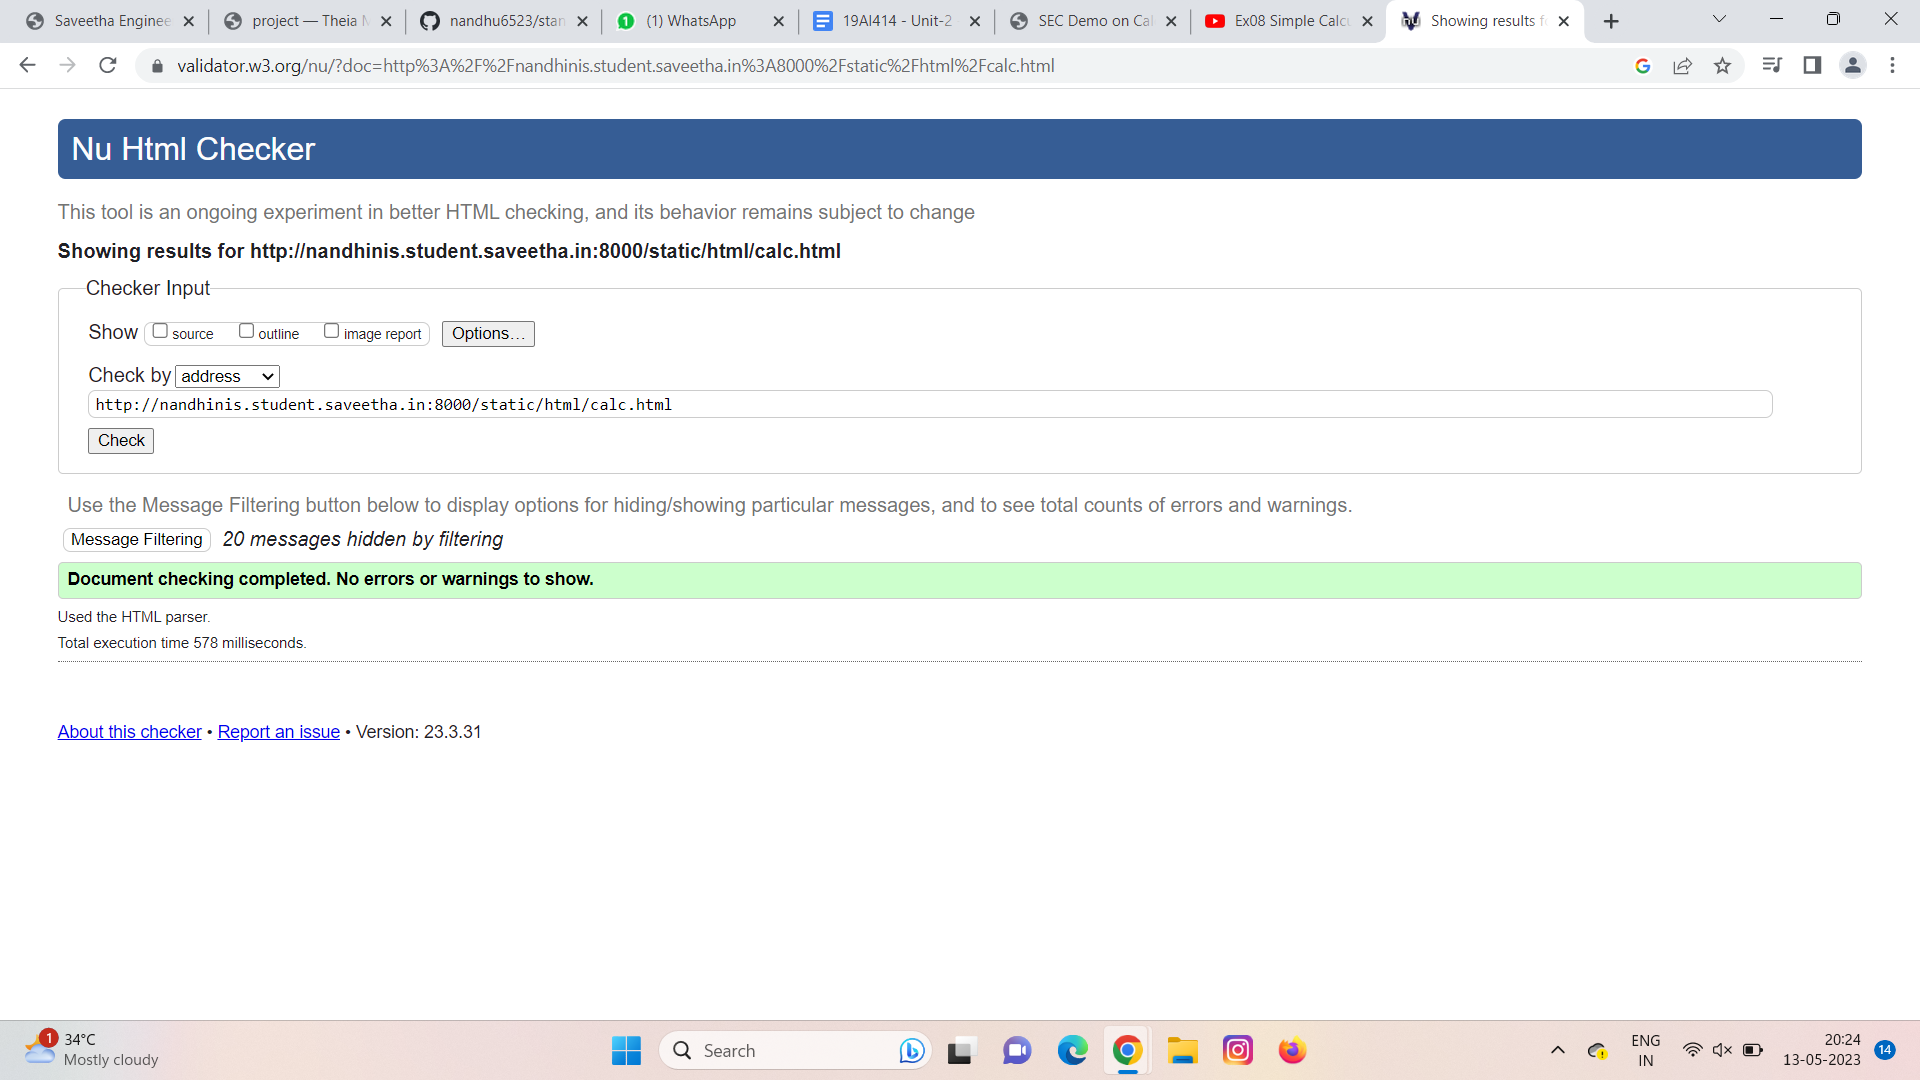 Saveetha Enginee
project — Theia M
nandhu6523/stan
(1) WhatsApp
19AI414 - Unit-2
SEC Demo on Cal
Ex08 Simple Calcu
Showing results f
validator.w3.org/nu/?doc=http%3A%2F%2Fnandhinis.student.saveetha.in%3A8000%2Fstatic%2Fhtml%2Fcalc.html
Nu Html Checker
This tool is an ongoing experiment in better HTML checking, and its behavior remains subject to change
Showing results for http://nandhinis.student.saveetha.in:8000/static/html/calc.html
Checker Input
Show source outline image report Options...
Check by address
http://nandhinis.student.saveetha.in:8000/static/html/calc.html
Check
Use the Message Filtering button below to display options for hiding/showing particular messages, and to see total counts of errors and warnings.
Message Filtering 20 messages hidden by filtering
Document checking completed. No errors or warnings to show.
Used the HTML parser.
Total execution time 578 milliseconds.
About this checker • Report an issue • Version: 23.3.31
1
34°C
Mostly cloudy
Search
ENG
IN
20:24
13-05-2023
14